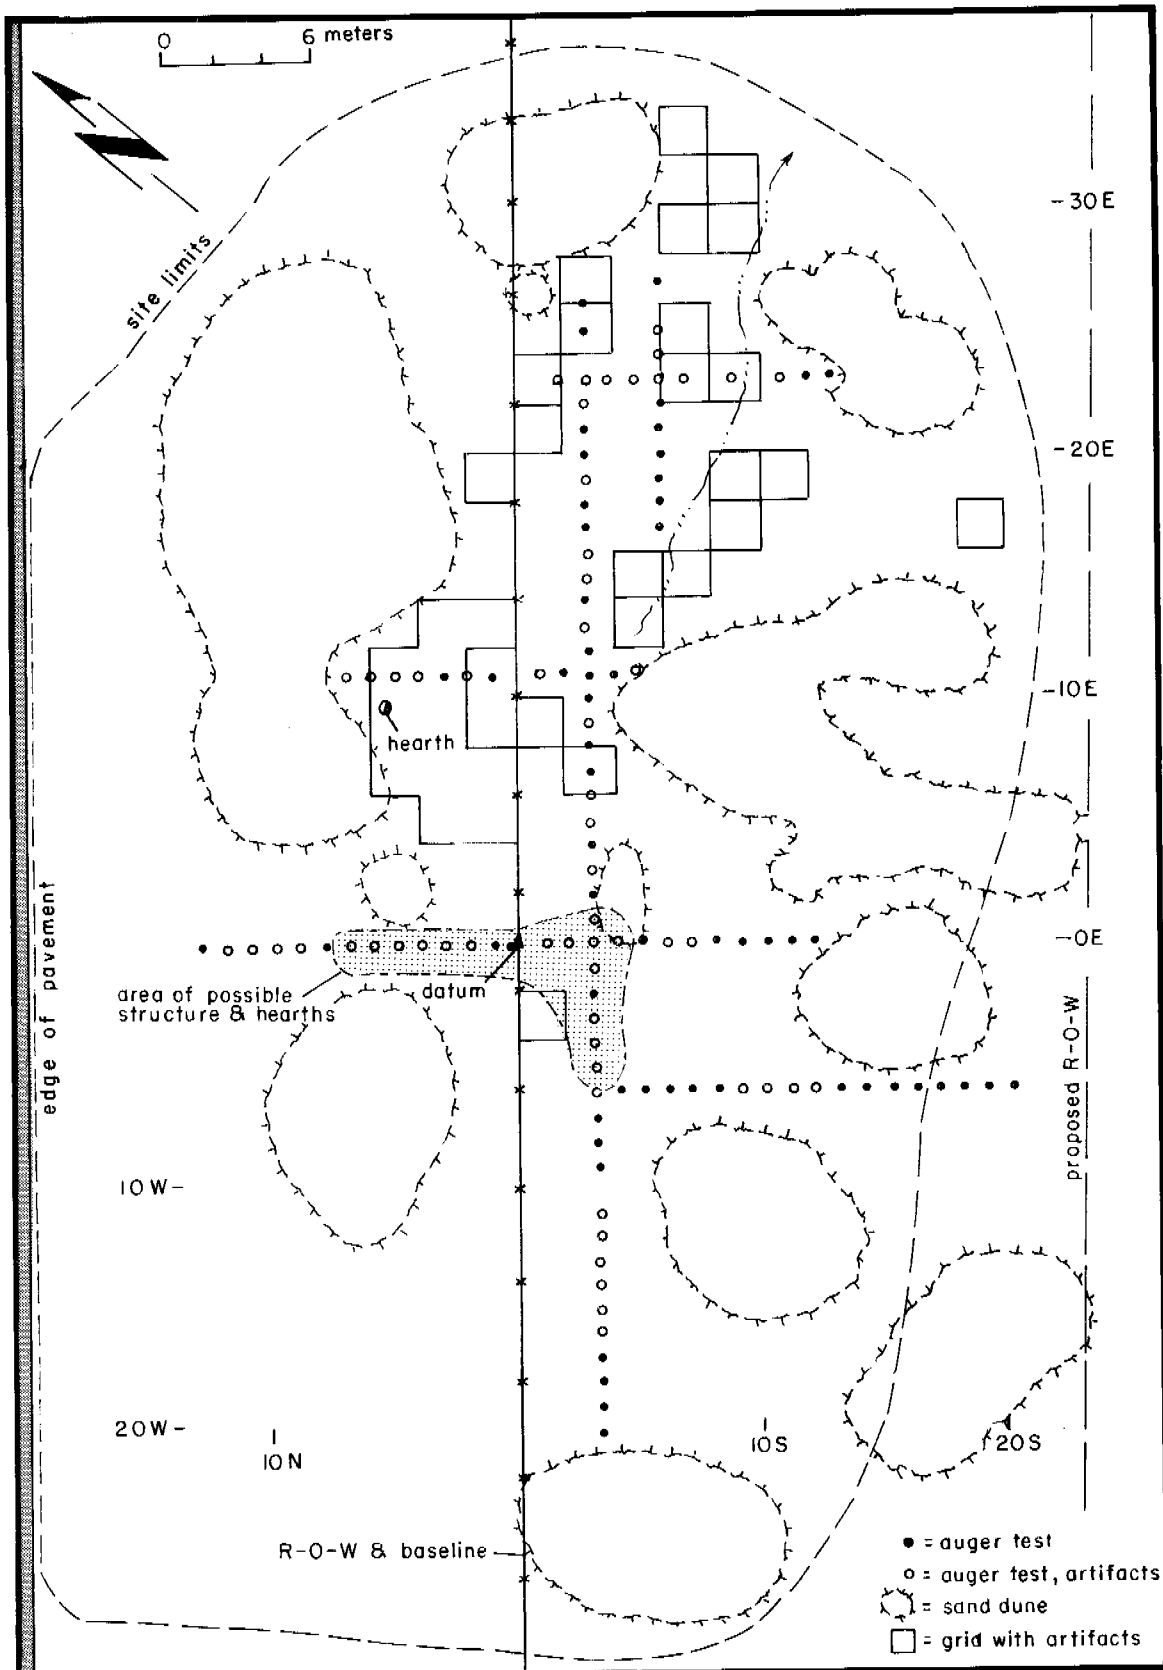 0 6 meters
site limits
-30E
-20E
-10E
hearth
-0E
datum
area of possible
structure & hearths
edge of pavement
proposed R-O-W
10W-
20W-
10N
10S
20S
R-O-W & baseline
= auger test
= auger test, artifacts
= sand dune
= grid with artifacts